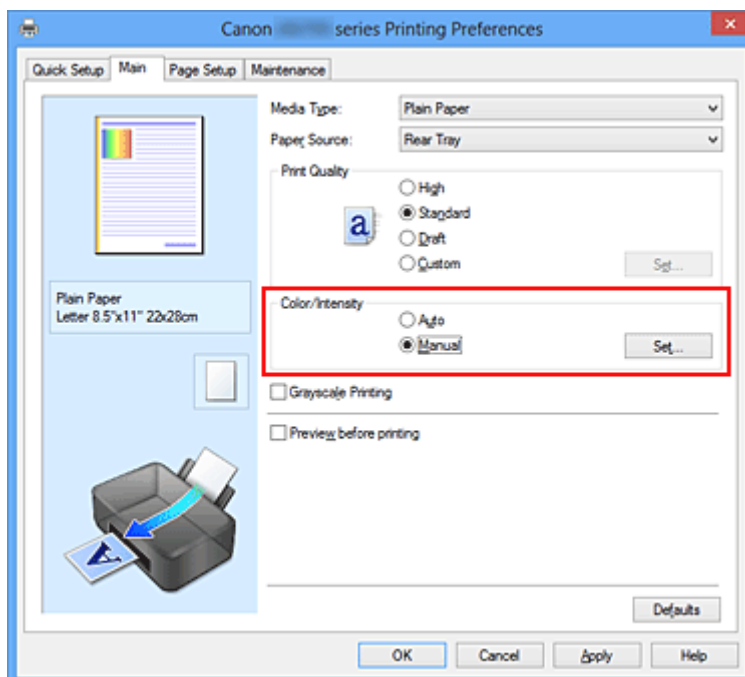 Canon series Printing Preferences
Quick Setup Main Page Setup Maintenance
Media Type: Plain Paper
Paper Source: Rear Tray
Print Quality
High
Standard
Draft
Custom Set...
a
Plain Paper
Letter 8.5"x11" 22x28cm
Color/Intensity
Auto
Manual Set...
Grayscale Printing
Preview before printing
A
Defaults
OK Cancel Apply Help